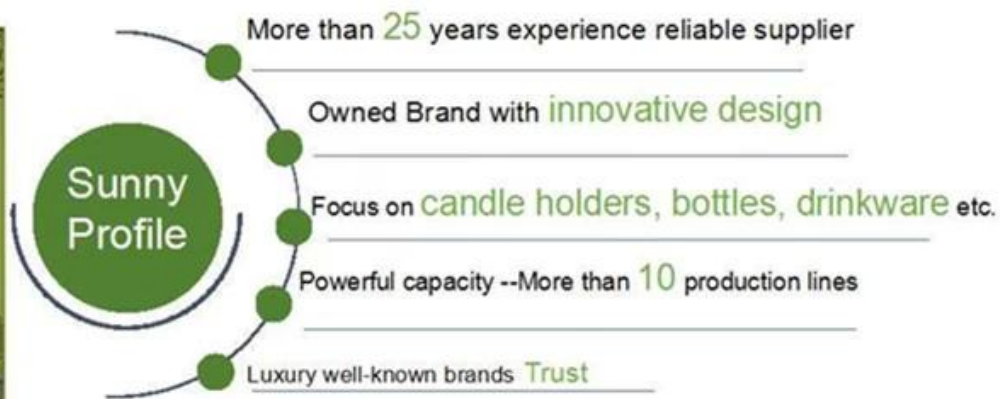 More than 25 years experience reliable supplier
Owned Brand with innovative design
Sunny
Profile
Focus on candle holders, bottles, drinkware etc.
Powerful capacity --More than 10 production lines
Luxury well-known brands Trust